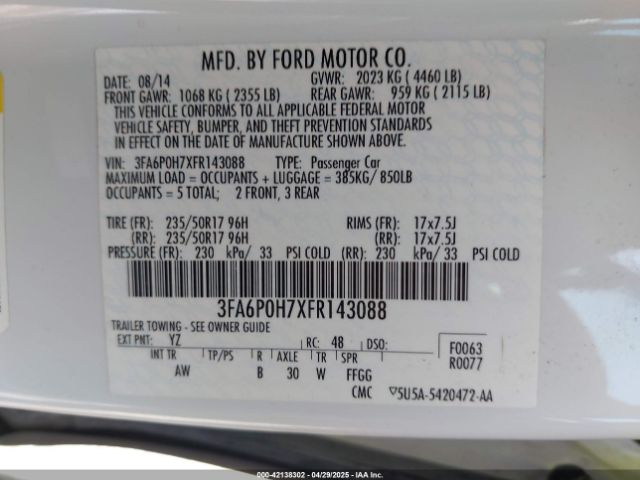 MFD. BY FORD MOTOR CO.
DATE: 08/14 GVWR: 2023 KG ( 4460 LB)
FRONT GAWR: 1068 KG ( 2355 LB) REAR GAWR: 959 KG ( 2115 LB)
THIS VEHICLE CONFORMS TO ALL APPLICABLE FEDERAL MOTOR
VEHICLE SAFETY, BUMPER, AND THEFT PREVENTION STANDARDS
IN EFFECT ON THE DATE OF MANUFACTURE SHOWN ABOVE.
VIN: 3FA6P0H7XFR143088 TYPE: Passenger Car
MAXIMUM LOAD = OCCUPANTS + LUGGAGE = 385KG/ 850LB
OCCUPANTS = 5 TOTAL; 2 FRONT, 3 REAR
TIRE (FR): 235/50R17 96H RIMS (FR): 17x7.5J
(RR): 235/50R17 96H (RR): 17x7.5J
PRESSURE (FR): 230 kPa/ 33 PSI COLD (RR): 230 kPa/ 33 PSI COLD
3FA6P0H7XFR143088
TRAILER TOWING - SEE OWNER GUIDE
EXT PNT: YZ RC: 48 DSO: F0063
INT TR TP/PS R AXLE TR SPR R0077
AW B 30 W FFGG
CMC 5U5A-5420472-AA
000-42138302 - 04/29/2025 - IAA Inc.